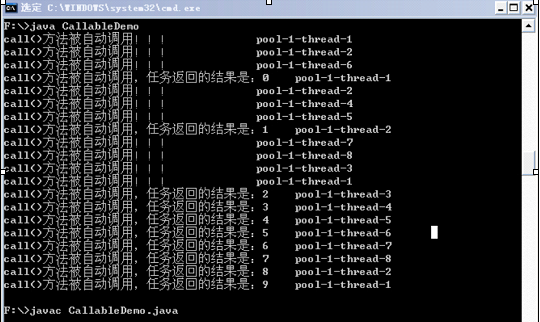 选定 C:\WINDOWS\system32\cmd.exe
F:\>java CallableDemo
call()方法被自动调用!!! pool-1-thread-1
call()方法被自动调用!!! pool-1-thread-2
call()方法被自动调用!!! pool-1-thread-6
call()方法被自动调用，任务返回的结果是：0 pool-1-thread-1
call()方法被自动调用!!! pool-1-thread-2
call()方法被自动调用!!! pool-1-thread-4
call()方法被自动调用!!! pool-1-thread-5
call()方法被自动调用，任务返回的结果是：1 pool-1-thread-2
call()方法被自动调用!!! pool-1-thread-7
call()方法被自动调用!!! pool-1-thread-8
call()方法被自动调用!!! pool-1-thread-3
call()方法被自动调用!!! pool-1-thread-1
call()方法被自动调用，任务返回的结果是：2 pool-1-thread-3
call()方法被自动调用，任务返回的结果是：3 pool-1-thread-4
call()方法被自动调用，任务返回的结果是：4 pool-1-thread-5
call()方法被自动调用，任务返回的结果是：5 pool-1-thread-6
call()方法被自动调用，任务返回的结果是：6 pool-1-thread-7
call()方法被自动调用，任务返回的结果是：7 pool-1-thread-8
call()方法被自动调用，任务返回的结果是：8 pool-1-thread-2
call()方法被自动调用，任务返回的结果是：9 pool-1-thread-1
F:\>javac CallableDemo.java